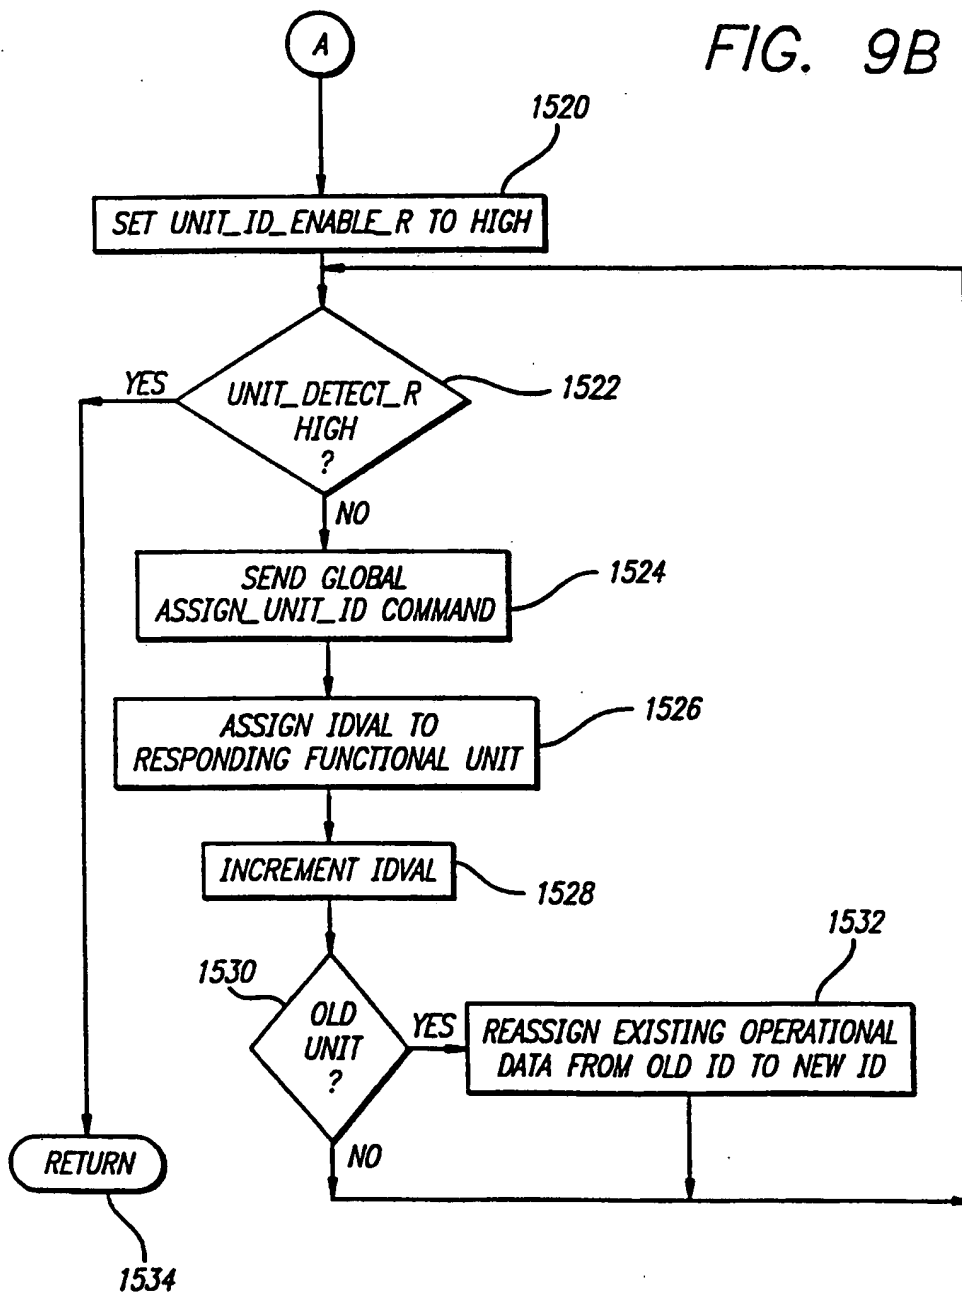 A
FIG. 9B
1520
SET UNIT_ID_ENABLE_R TO HIGH
YES
UNIT_DETECT_R
HIGH
?
1522
NO
SEND GLOBAL
ASSIGN_UNIT_ID COMMAND
1524
ASSIGN IDVAL TO
RESPONDING FUNCTIONAL UNIT
1526
INCREMENT IDVAL
1528
1530
OLD
UNIT
?
YES
1532
REASSIGN EXISTING OPERATIONAL
DATA FROM OLD ID TO NEW ID
NO
RETURN
1534